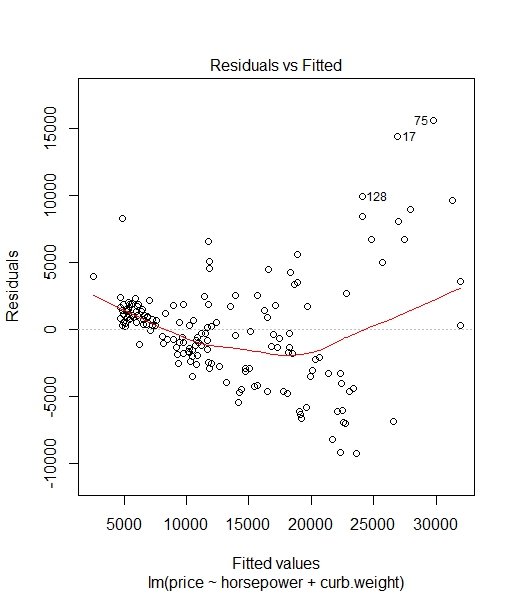 Residuals vs Fitted
Residuals
15000
10000
5000
0
-5000
-10000
75
17
128
5000 10000 15000 20000 25000 30000
Fitted values
lm(price ~ horsepower + curb.weight)